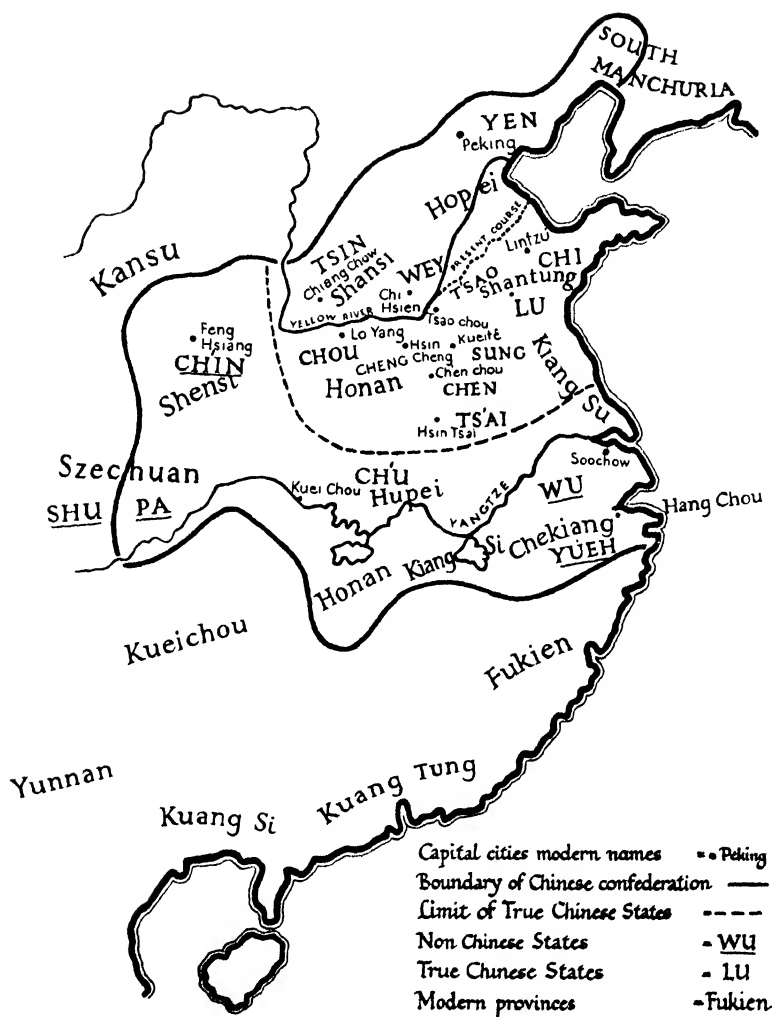 SOUTH
MANCHURIA
YEN
Peking
Hopei
Kansu
TSIN
Chiang Chow
Shansi
WEY
PRESENT COURSE
Lintzu
CHI
Shantung
T'SAO
LU
Chi
Hsien
YELLOW RIVER
Tsao chou
Feng
Hsiang
CHIN
Shensi
Lo Yang
CHOU
Hsin
CHENG Cheng
Kueitê
SUNG
Honan
Chen chou
CHEN
Kiang Su
TS'AI
Hsin Tsai
Szechuan
SHU
PA
Kuei Chou
CH'U
Hupei
YANGTZE
Soochow
WU
Hang Chou
Chekiang
YUEH
Honan
Kiang Si
Kueichou
Fukien
Yunnan
Kuang Si
Kuang Tung
Capital cities modern names Peking
Boundary of Chinese confederation
Limit of True Chinese States
Non Chinese States WU
True Chinese States LU
Modern provinces Fukien